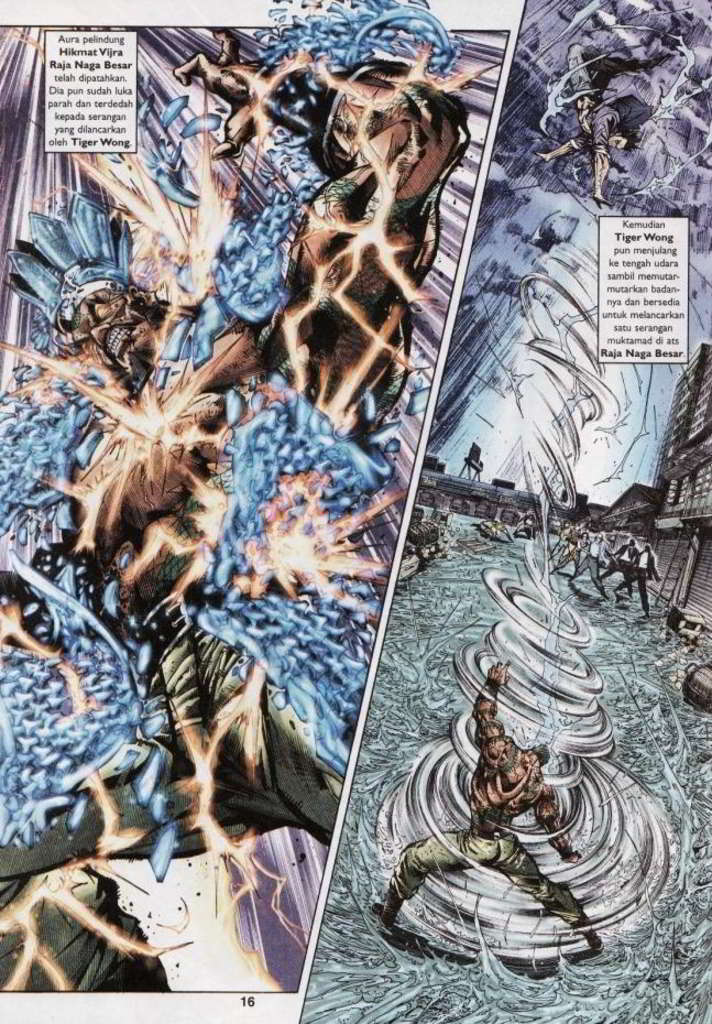 Aura pelindung
Hikmat Vijra
Raja Naga Besar
telah dipatahkan.
Dia pun sudah luka
parah dan terdedah
kepada serangan
yang dilancarkan
oleh Tiger Wong.
Kemudian
Tiger Wong
pun menjulang
ke tengah udara
sambil memutar-
mutarkan badan-
nya dan bersedia
untuk melancarkan
satu serangan
muktamad di ats
Raja Naga Besar.
16